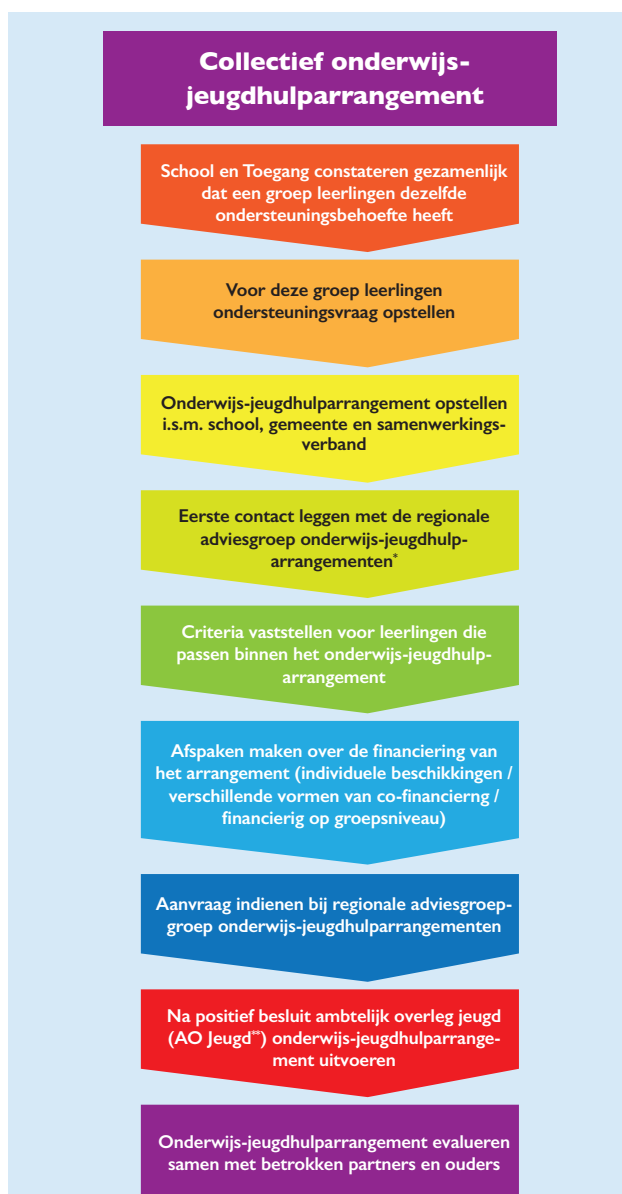 Collectief onderwijs-
jeugdhulparrangement
School en Toegang constateren gezamenlijk
dat een groep leerlingen dezelfde
ondersteuningsbehoefte heeft
Voor deze groep leerlingen
ondersteuningsvraag opstellen
Onderwijs-jeugdhulparrangement opstellen
i.s.m. school, gemeente en samenwerkings-
verband
Eerste contact leggen met de regionale
adviesgroep onderwijs-jeugdhulp-
arrangementen*
Criteria vaststellen voor leerlingen die
passen binnen het onderwijs-jeugdhulp-
arrangement
Afspaken maken over de financiering van
het arrangement (individuele beschikkingen /
verschillende vormen van co-financierng /
financierig op groepsniveau)
Aanvraag indienen bij regionale adviesgroep-
groep onderwijs-jeugdhulparrangementen
Na positief besluit ambtelijk overleg jeugd
(AO Jeugd**) onderwijs-jeugdhulparrange-
ment uitvoeren
Onderwijs-jeugdhulparrangement evalueren
samen met betrokken partners en ouders